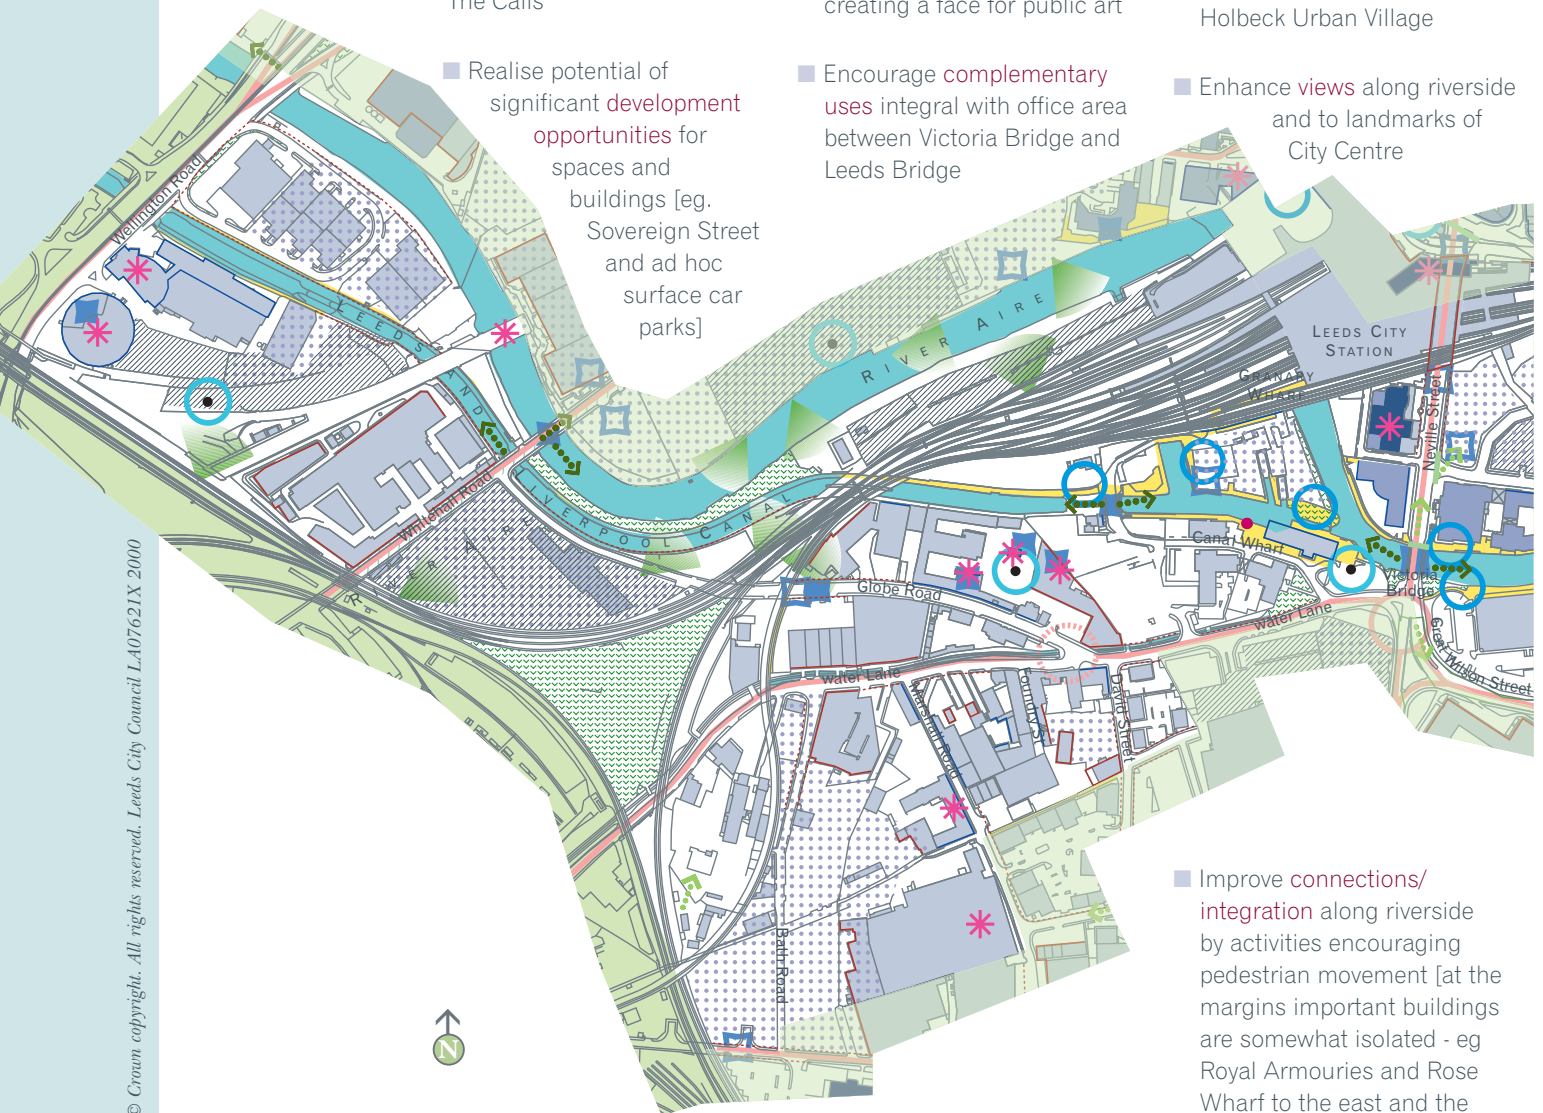 The Calls
Realise potential of
significant development
opportunities for
spaces and
buildings [eg.
Sovereign Street
and ad hoc
surface car
parks]
creating a face for public art
Encourage complementary
uses integral with office area
between Victoria Bridge and
Leeds Bridge
Holbeck Urban Village
Enhance views along riverside
and to landmarks of
City Centre
Wellington Road
LEEDS AND LIVERPOOL CANAL
RIVER AIRE
LEEDS CITY
STATION
GRANARY
WHARF
Neville Street
Whitehall Road
RIVER AIRE
Canal Wharf
Victoria
Bridge
Globe Road
water Lane
Great Wilson Street
water Lane
Marshall Road
Foundry St
David Street
Bath Road
N
Improve connections/
integration along riverside
by activities encouraging
pedestrian movement [at the
margins important buildings
are somewhat isolated - eg
Royal Armouries and Rose
Wharf to the east and the
© Crown copyright. All rights reserved. Leeds City Council LA07621X 2000